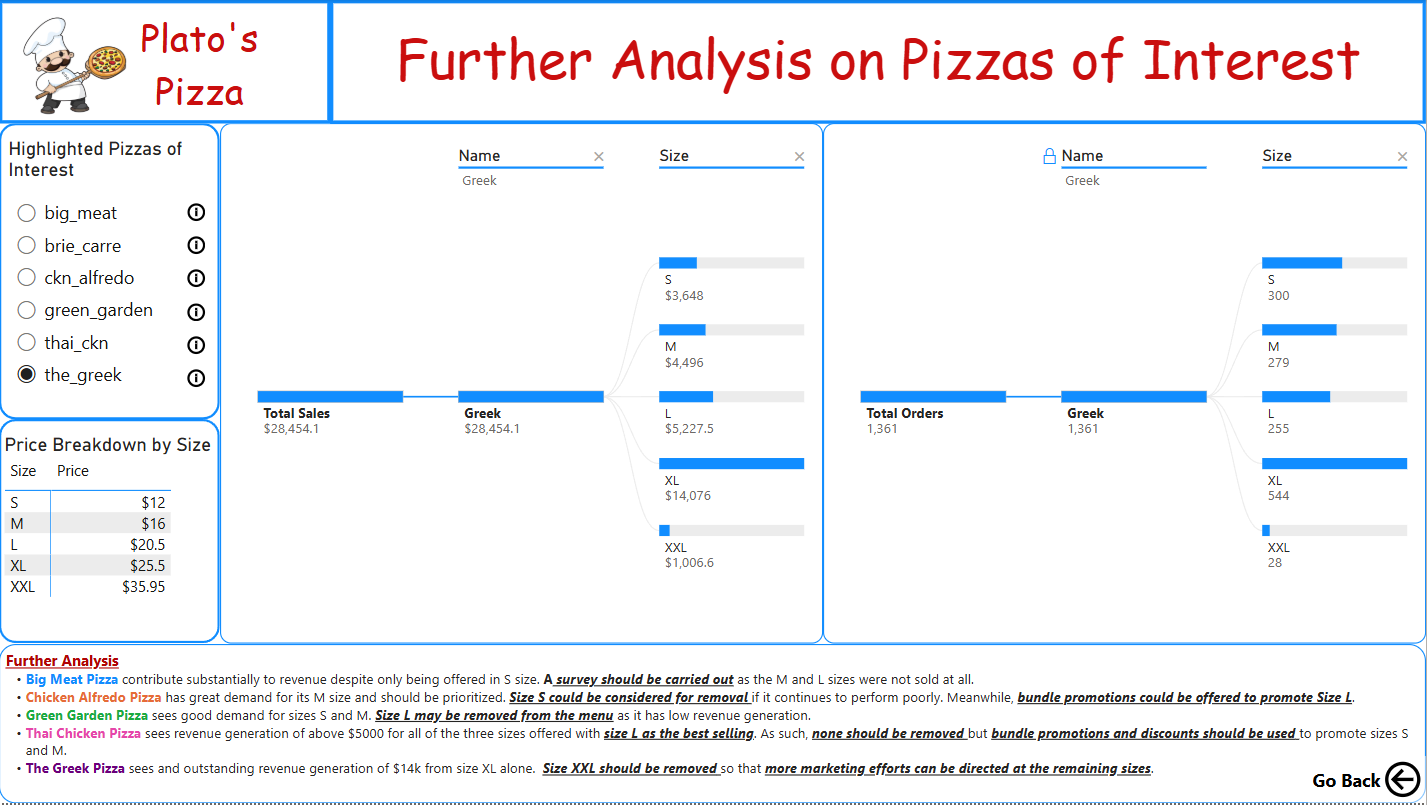 Plato's
Pizza
Further Analysis on Pizzas of Interest
Highlighted Pizzas of
Interest
big_meat
brie_carre
ckn_alfredo
green_garden
thai_ckn
the_greek
Price Breakdown by Size
Size Price
S $12
M $16
L $20.5
XL $25.5
XXL $35.95
Name Size
Greek
Total Sales
$28,454.1
Greek
$28,454.1
S
$3,648
M
$4,496
L
$5,227.5
XL
$14,076
XXL
$1,006.6
Name Size
Greek
Total Orders
1,361
Greek
1,361
S
300
M
279
L
255
XL
544
XXL
28
Further Analysis
• Big Meat Pizza contribute substantially to revenue despite only being offered in S size. A survey should be carried out as the M and L sizes were not sold at all.
• Chicken Alfredo Pizza has great demand for its M size and should be prioritized. Size S could be considered for removal if it continues to perform poorly. Meanwhile, bundle promotions could be offered to promote Size L.
• Green Garden Pizza sees good demand for sizes S and M. Size L may be removed from the menu as it has low revenue generation.
• Thai Chicken Pizza sees revenue generation of above $5000 for all of the three sizes offered with size L as the best selling. As such, none should be removed but bundle promotions and discounts should be used to promote sizes S
and M.
• The Greek Pizza sees and outstanding revenue generation of $14k from size XL alone. Size XXL should be removed so that more marketing efforts can be directed at the remaining sizes.
Go Back